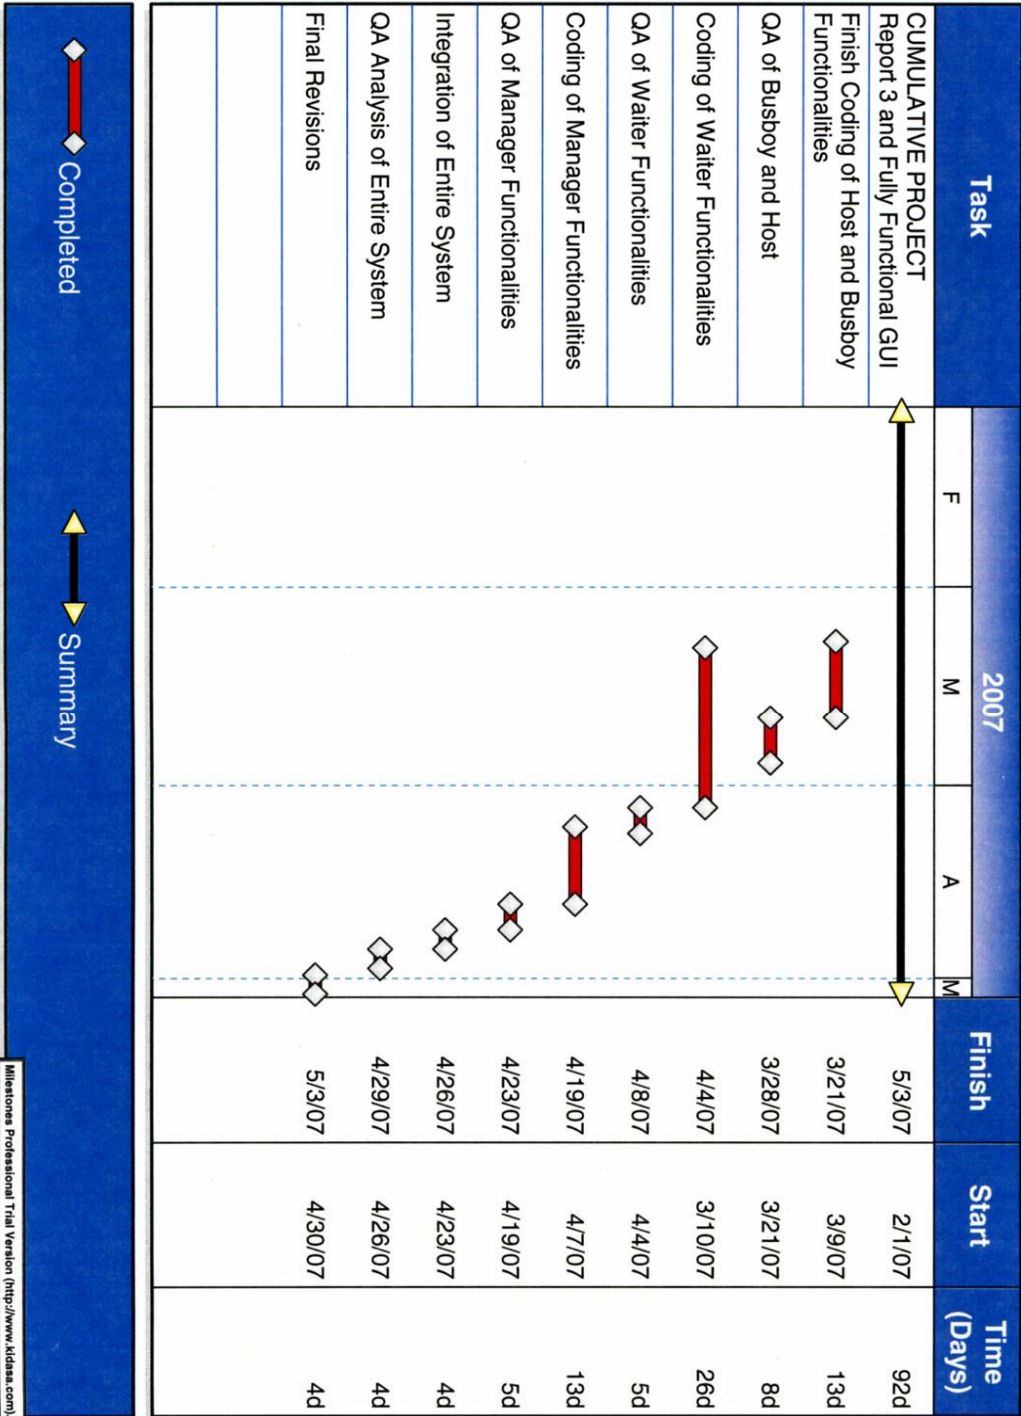 Task
2007
Finish
Start
Time
(Days)
F
M
A
M
CUMULATIVE PROJECT
Report 3 and Fully Functional GUI
5/3/07
2/1/07
92d
Finish Coding of Host and Busboy
Functionalities
3/21/07
3/9/07
13d
QA of Busboy and Host
3/28/07
3/21/07
8d
Coding of Waiter Functionalities
4/4/07
3/10/07
26d
QA of Waiter Functionalities
4/8/07
4/4/07
5d
Coding of Manager Functionalities
4/19/07
4/7/07
13d
QA of Manager Functionalities
4/23/07
4/19/07
5d
Integration of Entire System
4/26/07
4/23/07
4d
QA Analysis of Entire System
4/29/07
4/26/07
4d
Final Revisions
5/3/07
4/30/07
4d
Completed
Summary
Milestones Professional Trial Version (http://www.kidasa.com).